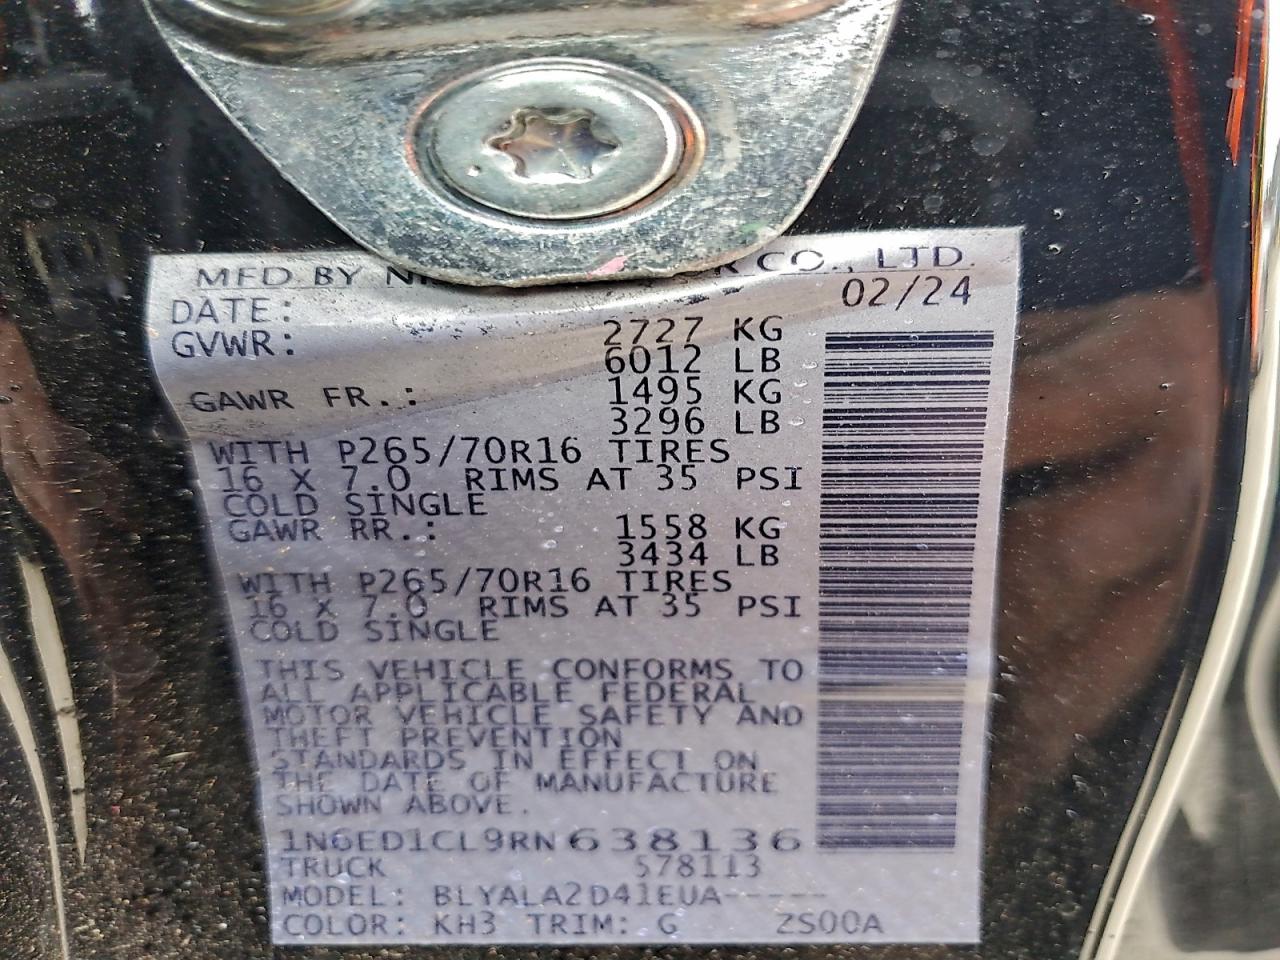 MFD BY
CO., LTD.
DATE: 02/24
GVWR: 2727 KG
6012 LB
GAWR FR.: 1495 KG
3296 LB
WITH P265/70R16 TIRES
16 X 7.0 RIMS AT 35 PSI
COLD SINGLE
GAWR RR.: 1558 KG
3434 LB
WITH P265/70R16 TIRES
16 X 7.0 RIMS AT 35 PSI
COLD SINGLE
THIS VEHICLE CONFORMS TO
ALL APPLICABLE FEDERAL
MOTOR VEHICLE SAFETY AND
THEFT PREVENTION
STANDARDS IN EFFECT ON
THE DATE OF MANUFACTURE
SHOWN ABOVE.
1N6ED1CL9RN638136
TRUCK 578113
MODEL: BLYALA2D41EUA-----
COLOR: KH3 TRIM: G ZS00A